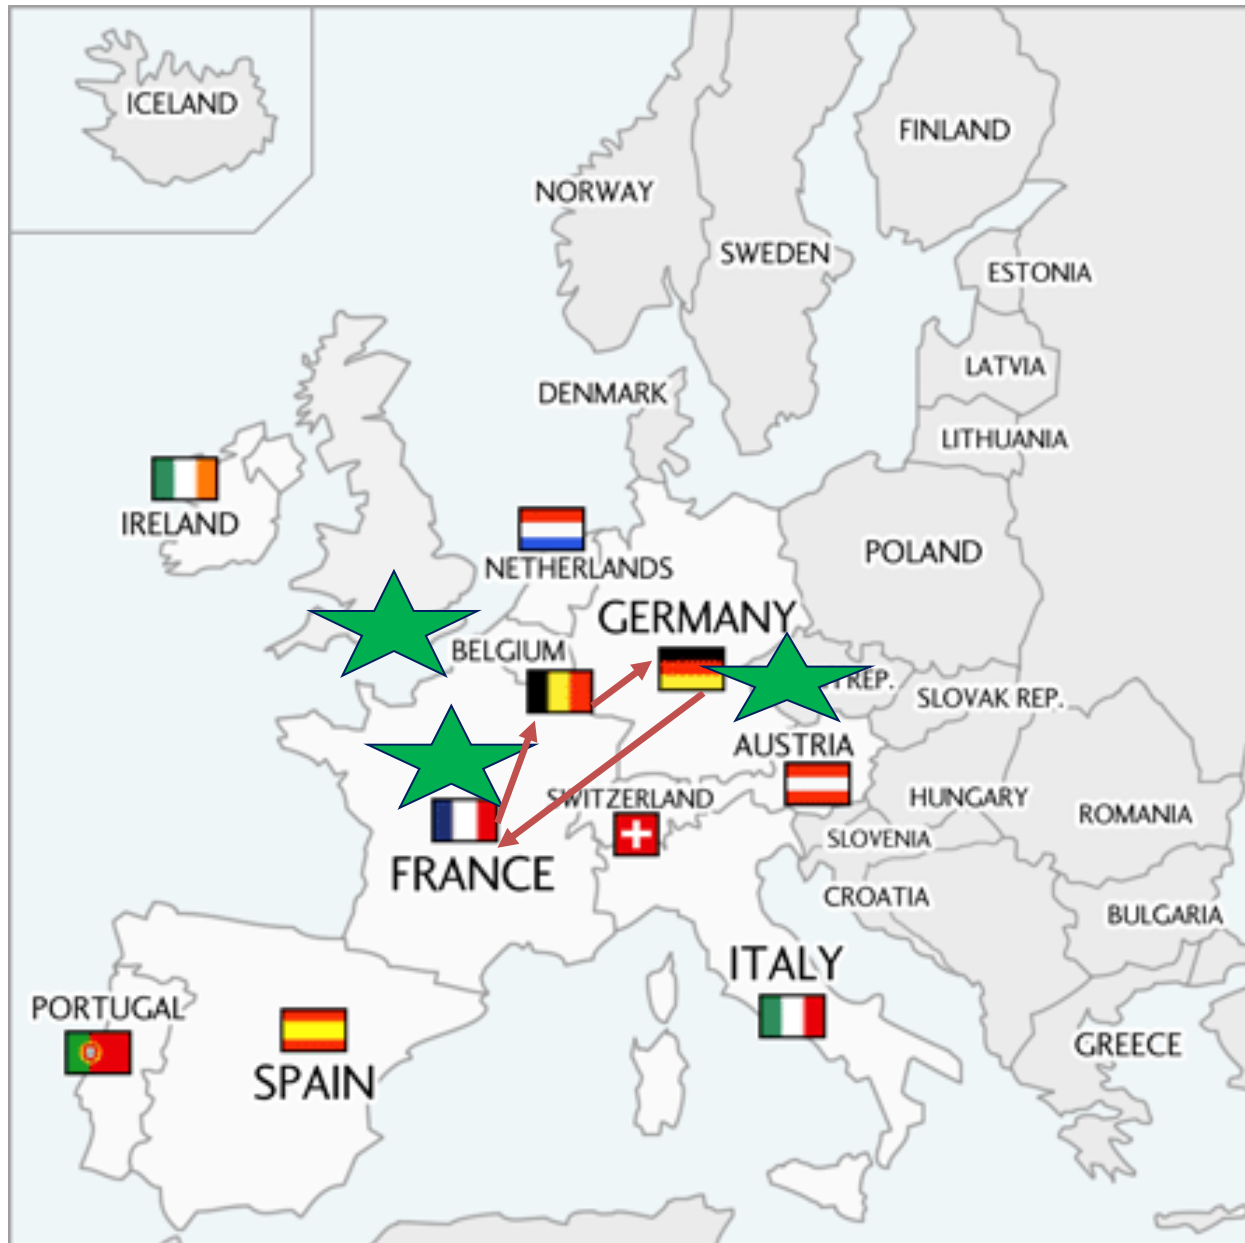 ICELAND
FINLAND
NORWAY
SWEDEN
ESTONIA
LATVIA
DENMARK
LITHUANIA
IRELAND
POLAND
NETHERLANDS
GERMANY
BELGIUM
REP.
SLOVAK REP.
AUSTRIA
SWITZERLAND
HUNGARY
ROMANIA
SLOVENIA
FRANCE
CROATIA
BULGARIA
ITALY
PORTUGAL
GREECE
SPAIN